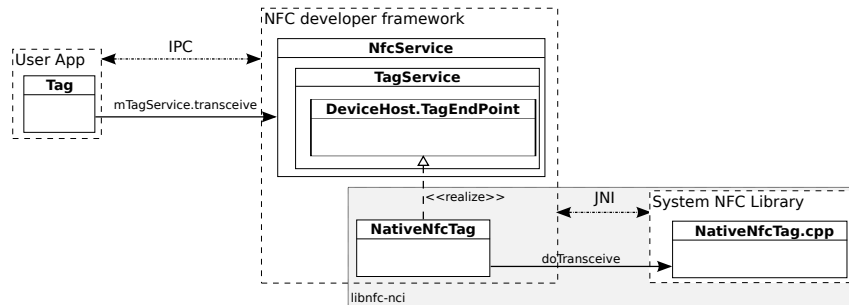 NFC developer framework
IPC
NfcService
User App
TagService
Tag
mTagService.transceive
DeviceHost.TagEndPoint
<<realize>>
JNI
System NFC Library
NativeNfcTag
NativeNfcTag.cpp
doTransceive
libnfc-nci